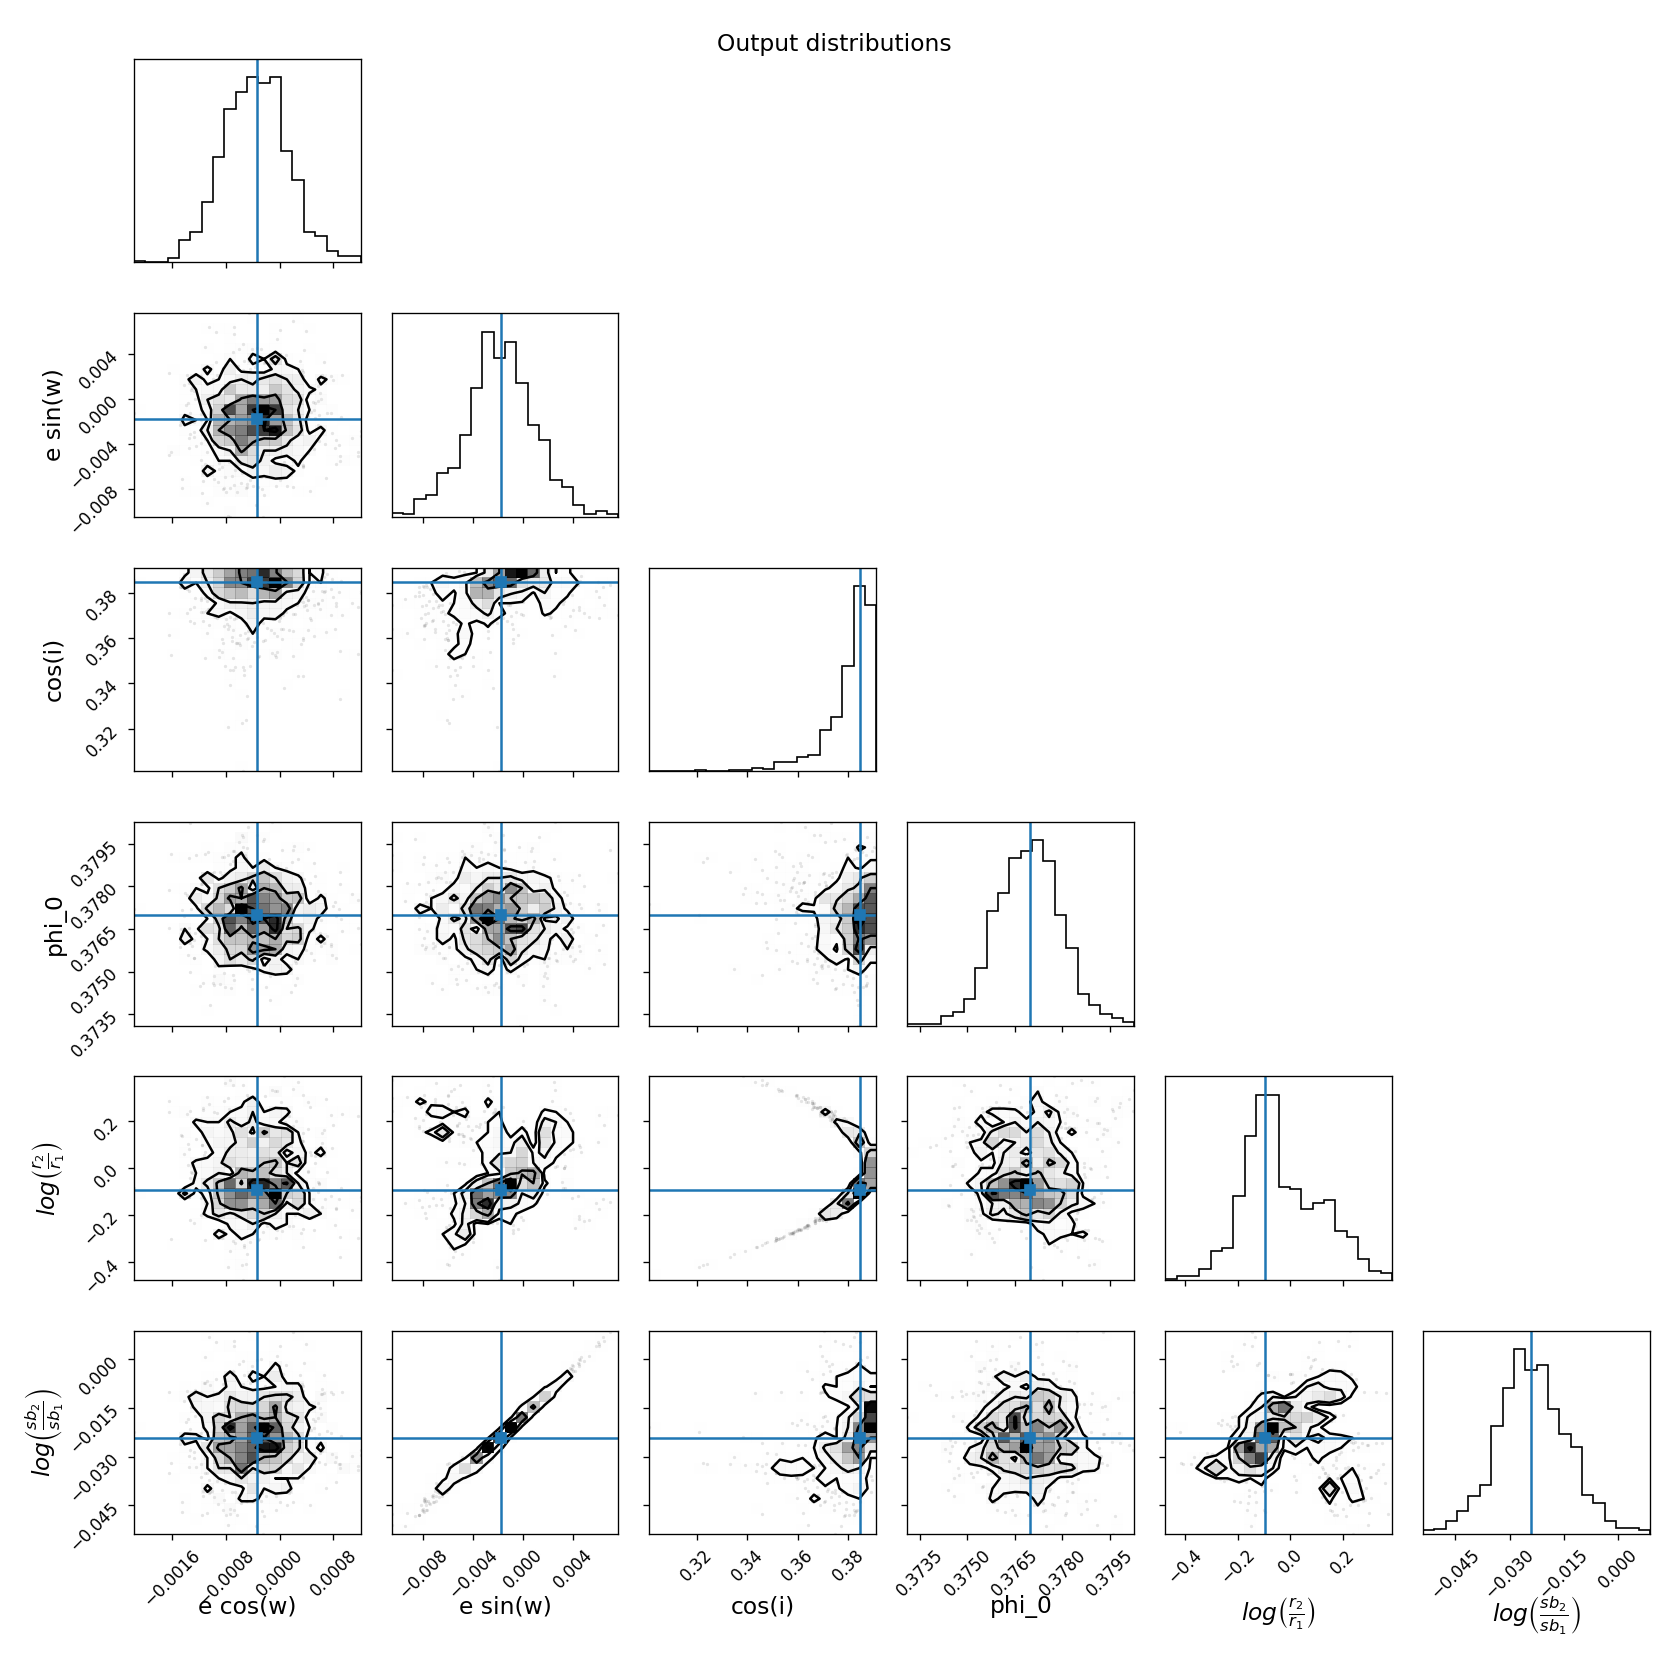 Output distributions
e sin(w)
0.004
0.000
−0.004
−0.008
cos(i)
0.38
0.36
0.34
0.32
phi_0
0.3795
0.3780
0.3765
0.3750
0.3735
log(r2/r1)
0.2
0.0
−0.2
−0.4
log(sb2/sb1)
0.000
−0.015
−0.030
−0.045
−0.0016 −0.0008 0.0000 0.0008
−0.008 −0.004 0.000 0.004
0.32 0.34 0.36 0.38
0.3735 0.3750 0.3765 0.3780 0.3795
−0.4 −0.2 0.0 0.2
−0.045 −0.030 −0.015 0.000
e cos(w)
e sin(w)
cos(i)
phi_0
log(r2/r1)
log(sb2/sb1)